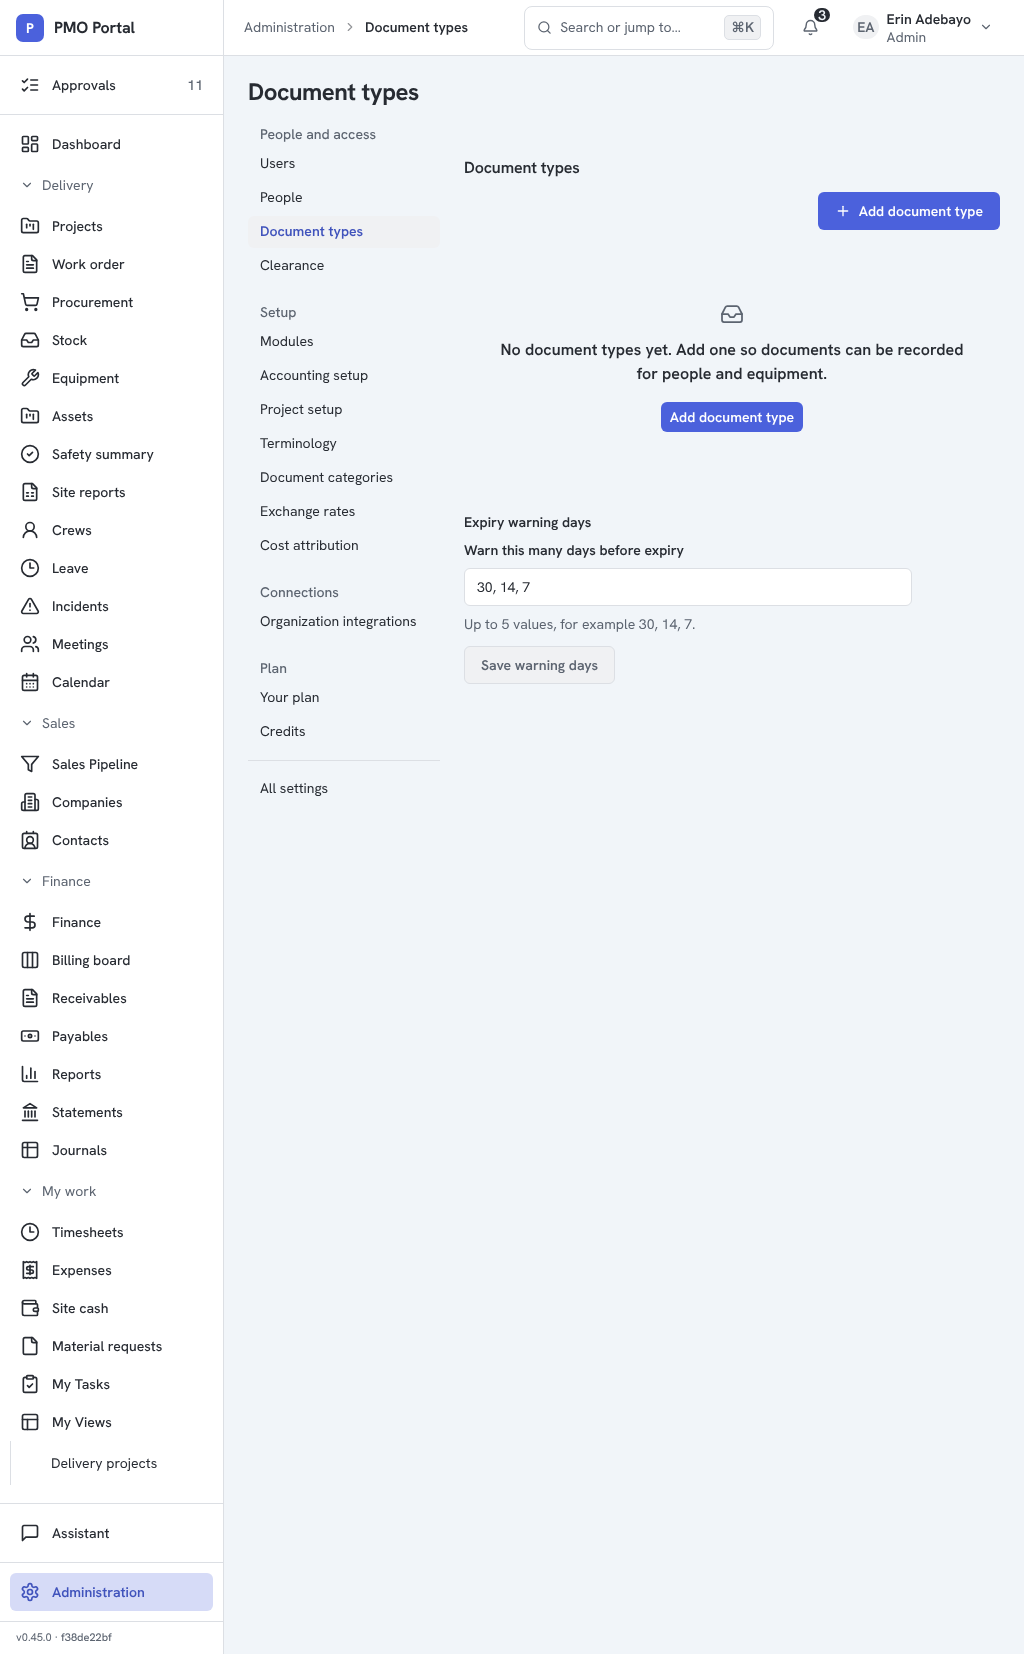 P PMO Portal
Administration > Document types
Search or jump to... ⌘K
3
EA Erin Adebayo
Admin
Approvals 11
Dashboard
Delivery
Projects
Work order
Procurement
Stock
Equipment
Assets
Safety summary
Site reports
Crews
Leave
Incidents
Meetings
Calendar
Sales
Sales Pipeline
Companies
Contacts
Finance
Finance
Billing board
Receivables
Payables
Reports
Statements
Journals
My work
Timesheets
Expenses
Site cash
Material requests
My Tasks
My Views
Delivery projects
Assistant
Administration
v0.45.0 · f38de22bf
Document types
People and access
Users
People
Document types
Clearance
Setup
Modules
Accounting setup
Project setup
Terminology
Document categories
Exchange rates
Cost attribution
Connections
Organization integrations
Plan
Your plan
Credits
All settings
Document types
+ Add document type
No document types yet. Add one so documents can be recorded
for people and equipment.
Add document type
Expiry warning days
Warn this many days before expiry
30, 14, 7
Up to 5 values, for example 30, 14, 7.
Save warning days